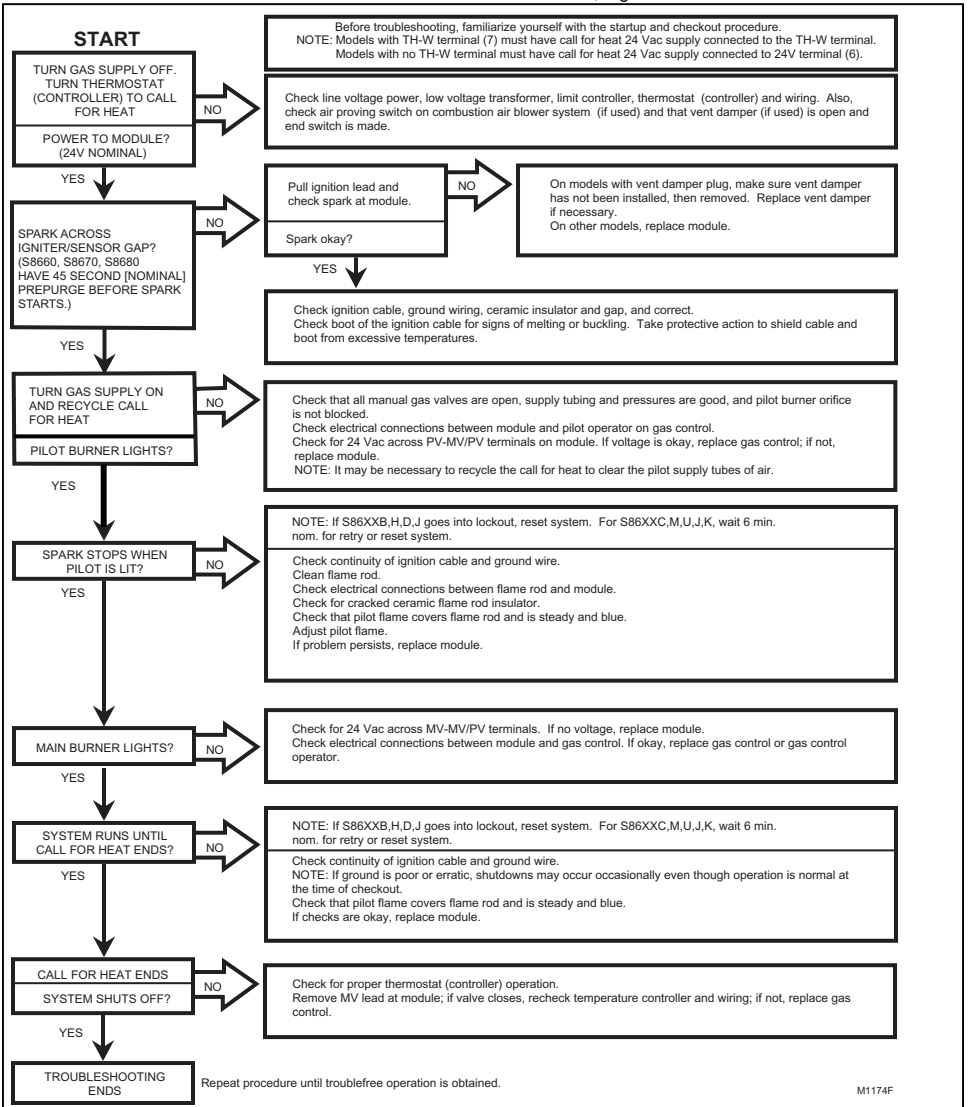 START
Before troubleshooting, familiarize yourself with the startup and checkout procedure.
NOTE: Models with TH-W terminal (7) must have call for heat 24 Vac supply connected to the TH-W terminal.
Models with no TH-W terminal must have call for heat 24 Vac supply connected to 24V terminal (6).
TURN GAS SUPPLY OFF.
TURN THERMOSTAT
(CONTROLLER) TO CALL
FOR HEAT
POWER TO MODULE?
(24V NOMINAL)
NO
Check line voltage power, low voltage transformer, limit controller, thermostat (controller) and wiring. Also,
check air proving switch on combustion air blower system (if used) and that vent damper (if used) is open and
end switch is made.
YES
SPARK ACROSS
IGNITER/SENSOR GAP?
(S8660, S8670, S8680
HAVE 45 SECOND [NOMINAL]
PREPURGE BEFORE SPARK
STARTS.)
NO
Pull ignition lead and
check spark at module.
Spark okay?
NO
On models with vent damper plug, make sure vent damper
has not been installed, then removed. Replace vent damper
if necessary.
On other models, replace module.
YES
Check ignition cable, ground wiring, ceramic insulator and gap, and correct.
Check boot of the ignition cable for signs of melting or buckling. Take protective action to shield cable and
boot from excessive temperatures.
YES
TURN GAS SUPPLY ON
AND RECYCLE CALL
FOR HEAT
PILOT BURNER LIGHTS?
NO
Check that all manual gas valves are open, supply tubing and pressures are good, and pilot burner orifice
is not blocked.
Check electrical connections between module and pilot operator on gas control.
Check for 24 Vac across PV-MV/PV terminals on module. If voltage is okay, replace gas control; if not,
replace module.
NOTE: It may be necessary to recycle the call for heat to clear the pilot supply tubes of air.
YES
SPARK STOPS WHEN
PILOT IS LIT?
NO
NOTE: If S86XXB,H,D,J goes into lockout, reset system. For S86XXC,M,U,J,K, wait 6 min.
nom. for retry or reset system.
Check continuity of ignition cable and ground wire.
Clean flame rod.
Check electrical connections between flame rod and module.
Check for cracked ceramic flame rod insulator.
Check that pilot flame covers flame rod and is steady and blue.
Adjust pilot flame.
If problem persists, replace module.
YES
MAIN BURNER LIGHTS?
NO
Check for 24 Vac across MV-MV/PV terminals. If no voltage, replace module.
Check electrical connections between module and gas control. If okay, replace gas control or gas control
operator.
YES
SYSTEM RUNS UNTIL
CALL FOR HEAT ENDS?
NO
NOTE: If S86XXB,H,D,J goes into lockout, reset system. For S86XXC,M,U,J,K, wait 6 min.
nom. for retry or reset system.
Check continuity of ignition cable and ground wire.
NOTE: If ground is poor or erratic, shutdowns may occur occasionally even though operation is normal at
the time of checkout.
Check that pilot flame covers flame rod and is steady and blue.
If checks are okay, replace module.
YES
CALL FOR HEAT ENDS
SYSTEM SHUTS OFF?
NO
Check for proper thermostat (controller) operation.
Remove MV lead at module; if valve closes, recheck temperature controller and wiring; if not, replace gas
control.
YES
TROUBLESHOOTING
ENDS
Repeat procedure until troublefree operation is obtained.
M1174F